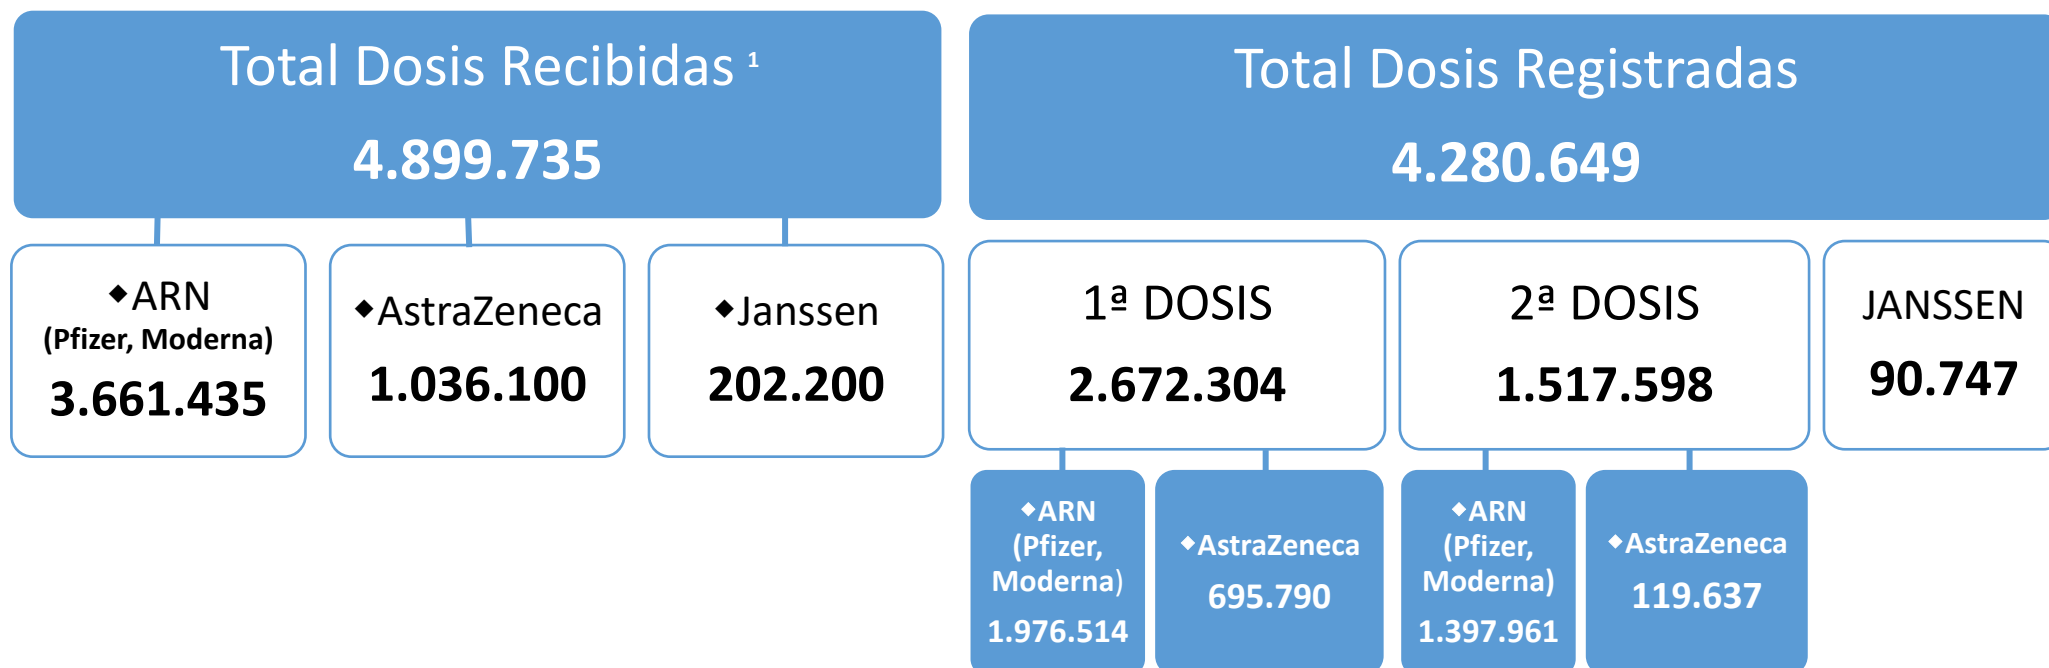 Total Dosis Recibidas ¹
4.899.735
◆ARN
(Pfizer, Moderna)
3.661.435
◆AstraZeneca
1.036.100
◆Janssen
202.200
Total Dosis Registradas
4.280.649
1ª DOSIS
2.672.304
◆ARN
(Pfizer,
Moderna)
1.976.514
◆AstraZeneca
695.790
2ª DOSIS
1.517.598
◆ARN
(Pfizer,
Moderna)
1.397.961
◆AstraZeneca
119.637
JANSSEN
90.747